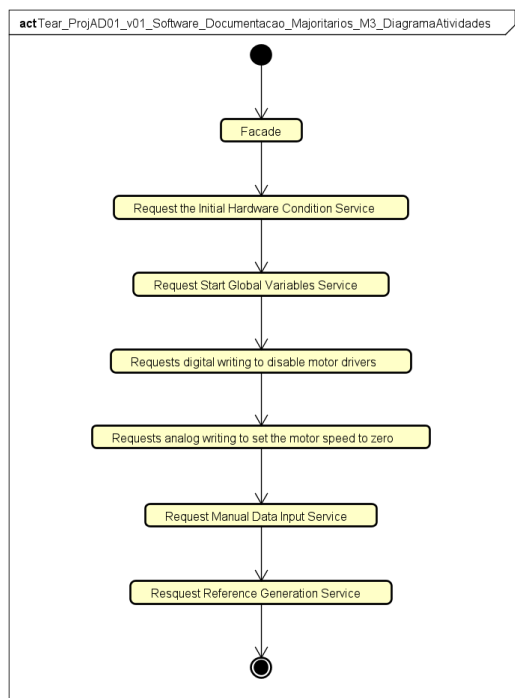 act Tear_ProjAD01_v01_Software_Documentacao_Majoritarios_M3_DiagramaAtividades
Facade
Request the Initial Hardware Condition Service
Request Start Global Variables Service
Requests digital writing to disable motor drivers
Requests analog writing to set the motor speed to zero
Request Manual Data Input Service
Resquest Reference Generation Service